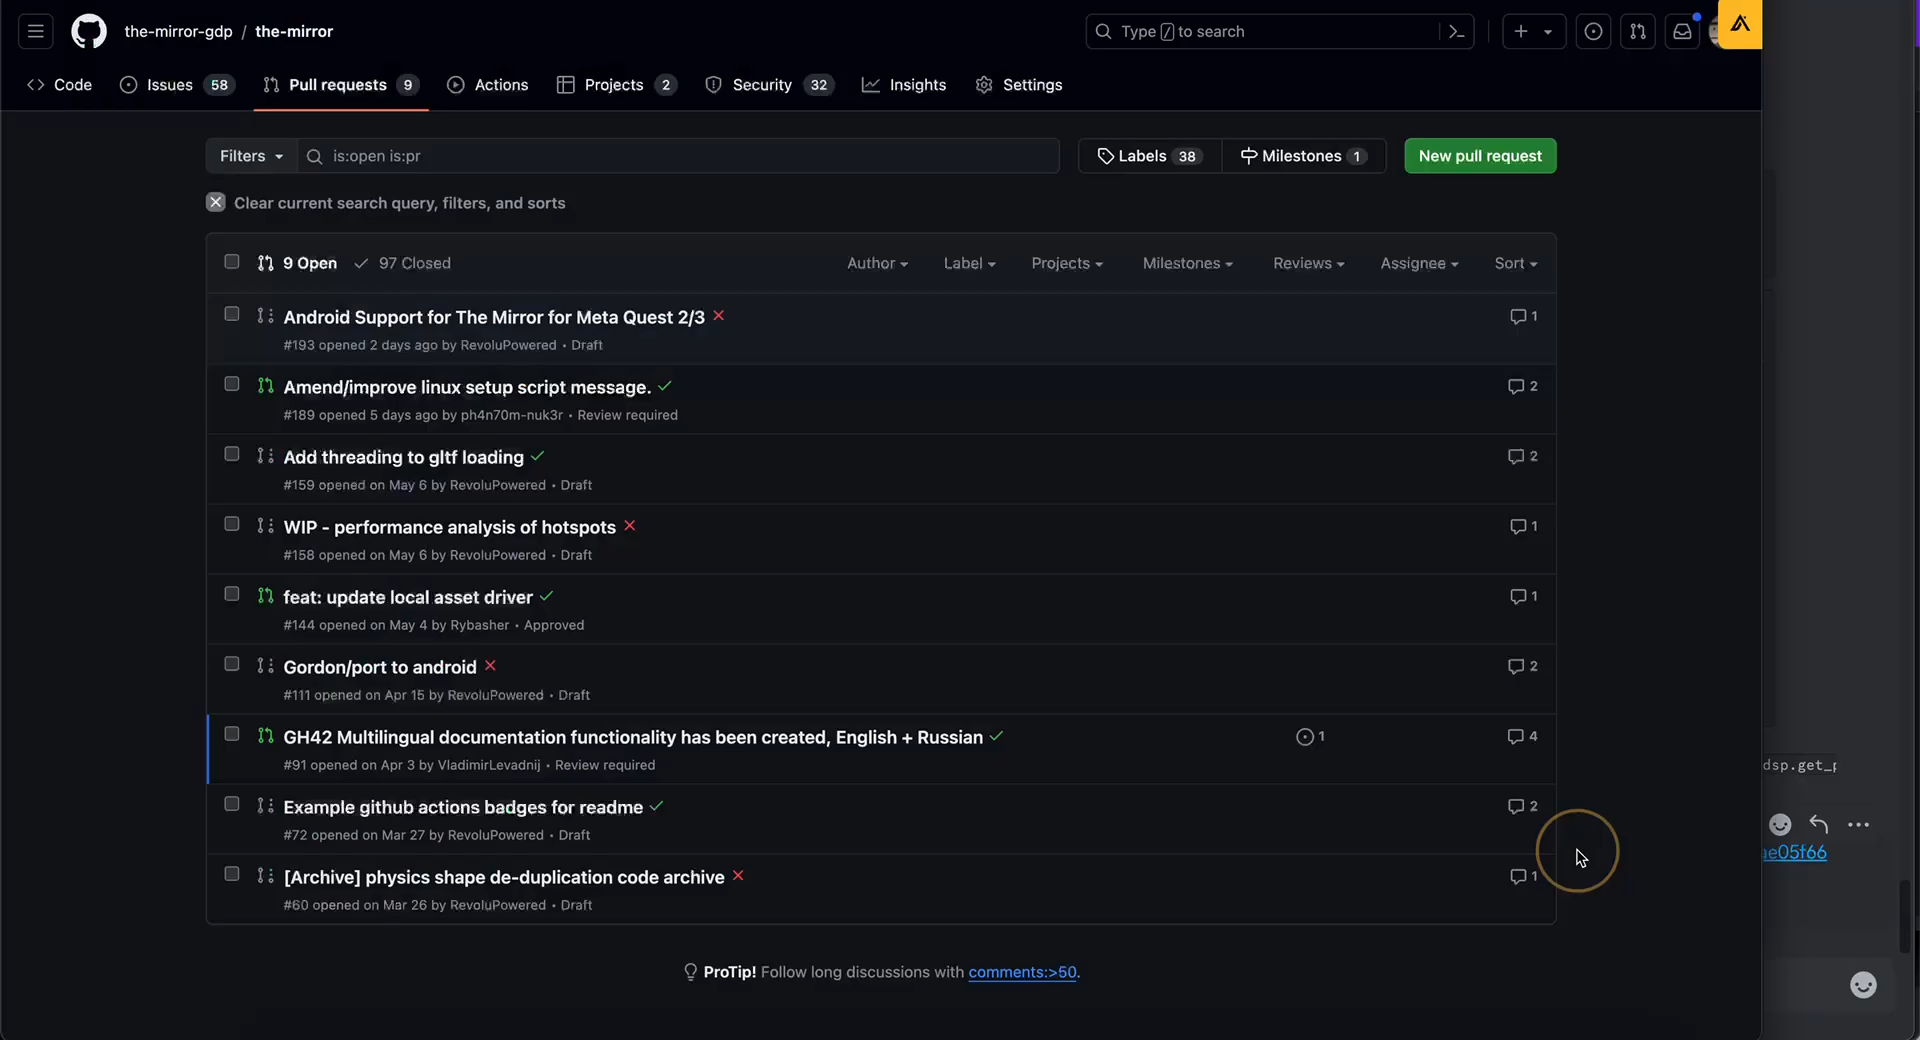 the-mirror-gdp / the-mirror
Type / to search
Code
Issues 58
Pull requests 9
Actions
Projects 2
Security 32
Insights
Settings
Filters
is:open is:pr
Labels 38
Milestones 1
New pull request
Clear current search query, filters, and sorts
9 Open
97 Closed
Author
Label
Projects
Milestones
Reviews
Assignee
Sort
Android Support for The Mirror for Meta Quest 2/3
1
#193 opened 2 days ago by RevoluPowered • Draft
Amend/improve linux setup script message.
2
#189 opened 5 days ago by ph4n70m-nuk3r • Review required
Add threading to gltf loading
2
#159 opened on May 6 by RevoluPowered • Draft
WIP - performance analysis of hotspots
1
#158 opened on May 6 by RevoluPowered • Draft
feat: update local asset driver
1
#144 opened on May 4 by Rybasher • Approved
Gordon/port to android
2
#111 opened on Apr 15 by RevoluPowered • Draft
GH42 Multilingual documentation functionality has been created, English + Russian
1
4
#91 opened on Apr 3 by VladimirLevadnij • Review required
Example github actions badges for readme
2
#72 opened on Mar 27 by RevoluPowered • Draft
[Archive] physics shape de-duplication code archive
1
#60 opened on Mar 26 by RevoluPowered • Draft
ProTip! Follow long discussions with comments:>50.
dsp.get_p
ae05f66